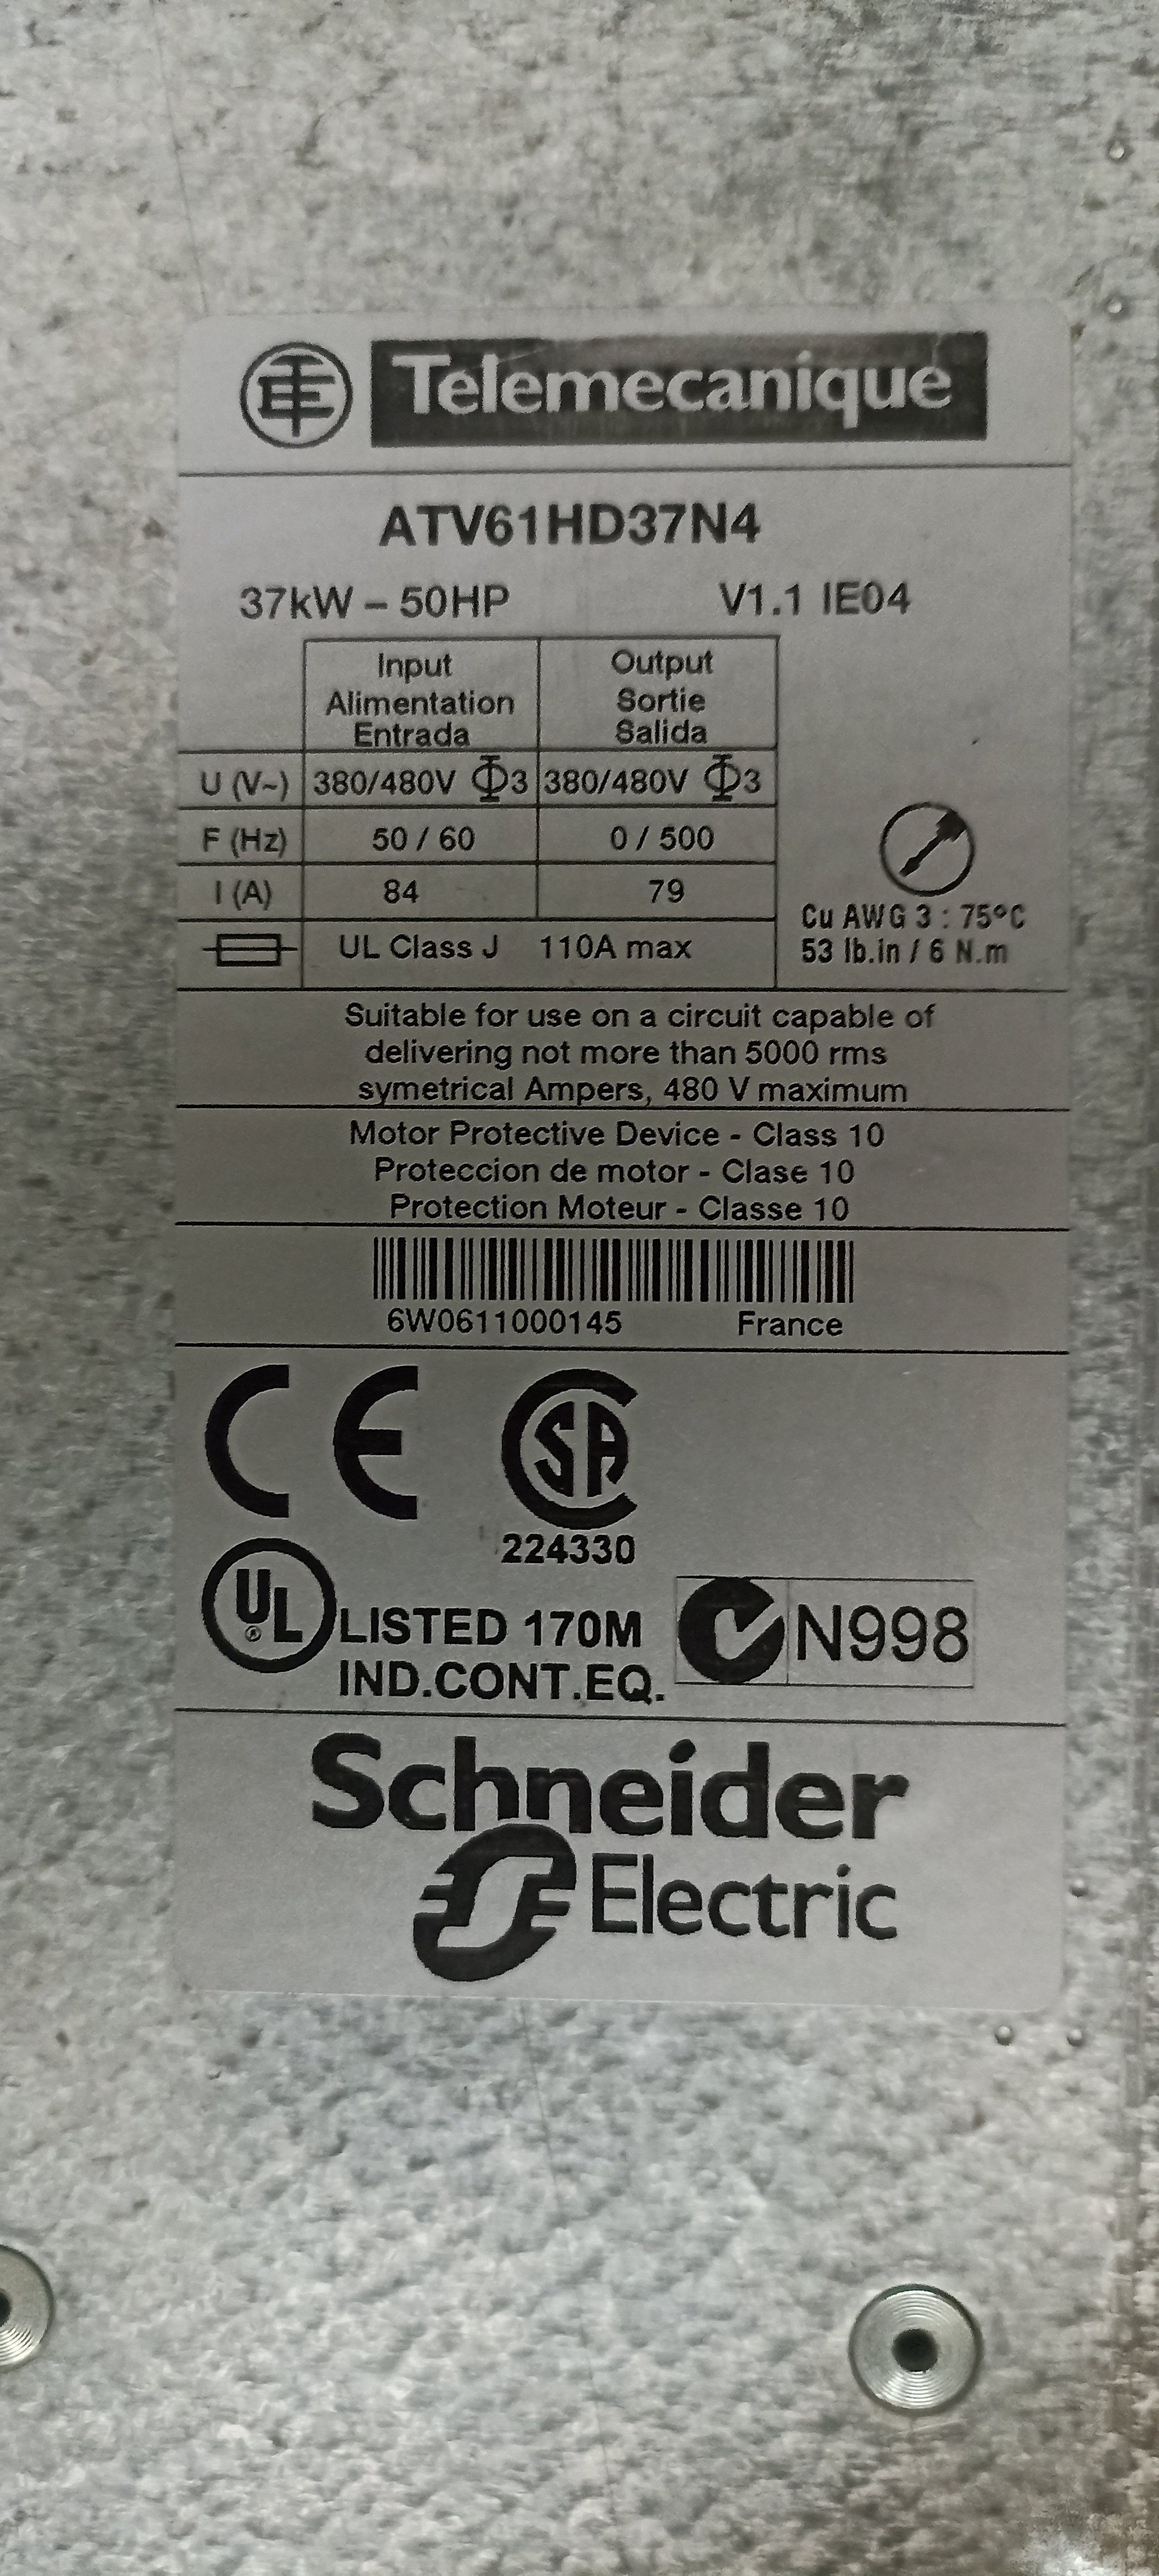 Telemecanique
ATV61HD37N4
37kW – 50HP V1.1 IE04
Input Output
Alimentation Sortie
Entrada Salida
U (V~) 380/480V Φ3 380/480V Φ3
F (Hz) 50 / 60 0 / 500
I (A) 84 79
UL Class J 110A max
Cu AWG 3 : 75°C
53 lb.in / 6 N.m
Suitable for use on a circuit capable of
delivering not more than 5000 rms
symetrical Ampers, 480 V maximum
Motor Protective Device - Class 10
Proteccion de motor - Clase 10
Protection Moteur - Classe 10
6W0611000145 France
CE CSA
224330
UL ® LISTED 170M
IND.CONT.EQ.
N998
Schneider
Electric